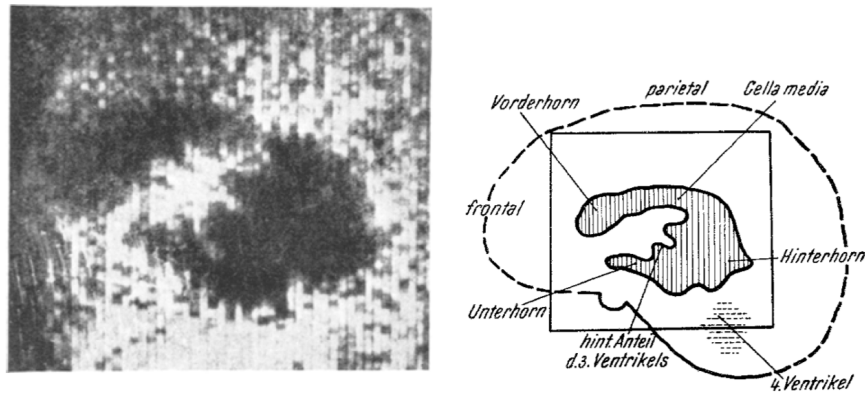 parietal
Vorderhorn
Cella media
frontal
Hinterhorn
Unterhorn
hint. Anteil
d.3. Ventrikels
4. Ventrikel